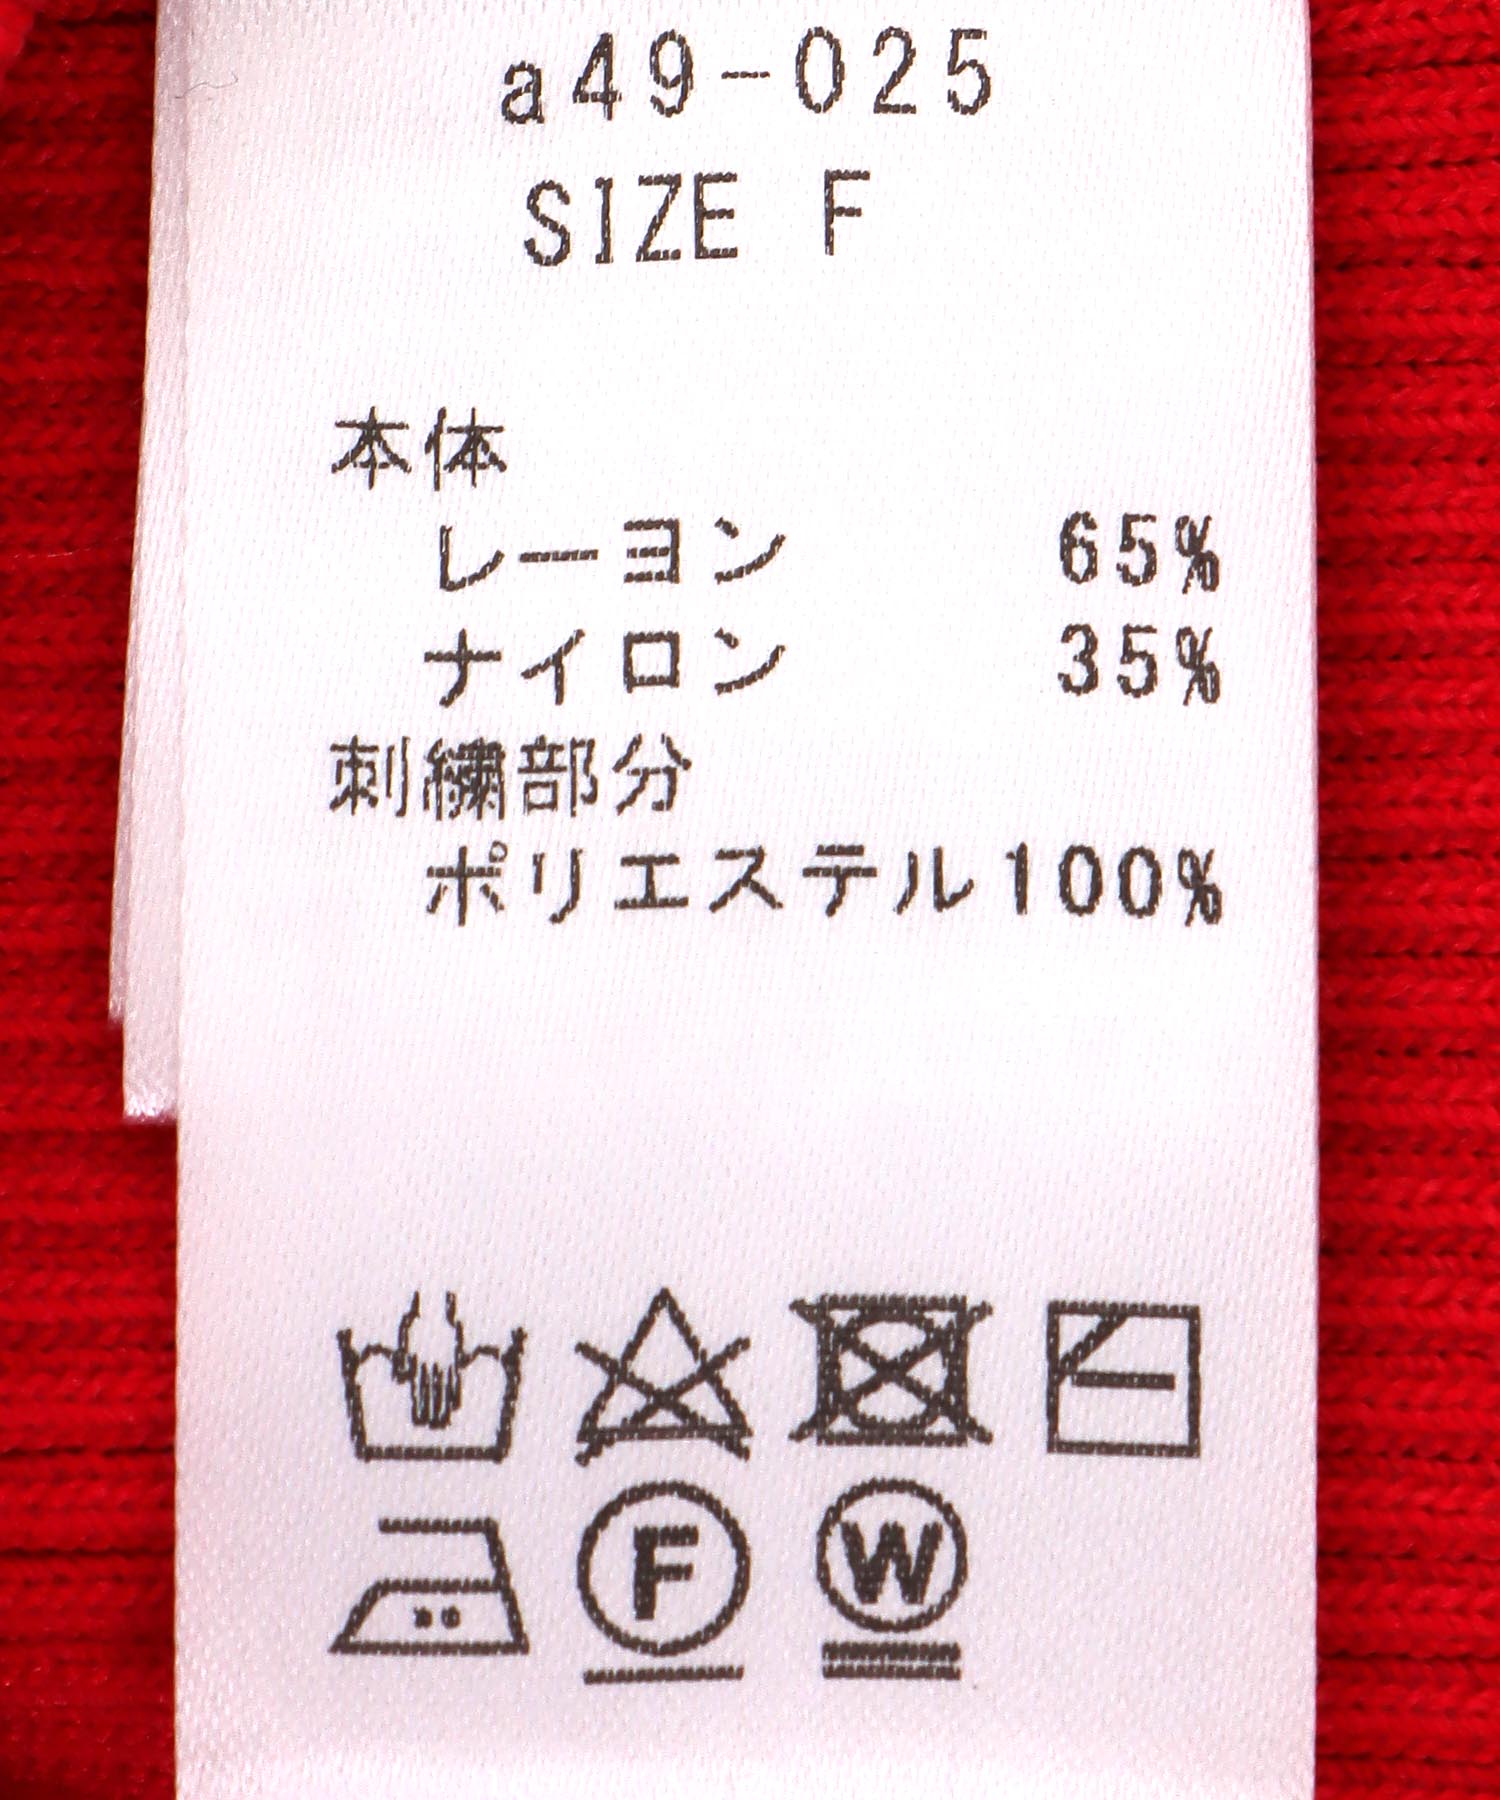 a49-025
SIZE F
本体
レーヨン 65%
ナイロン 35%
刺繍部分
ポリエステル100%
F
W